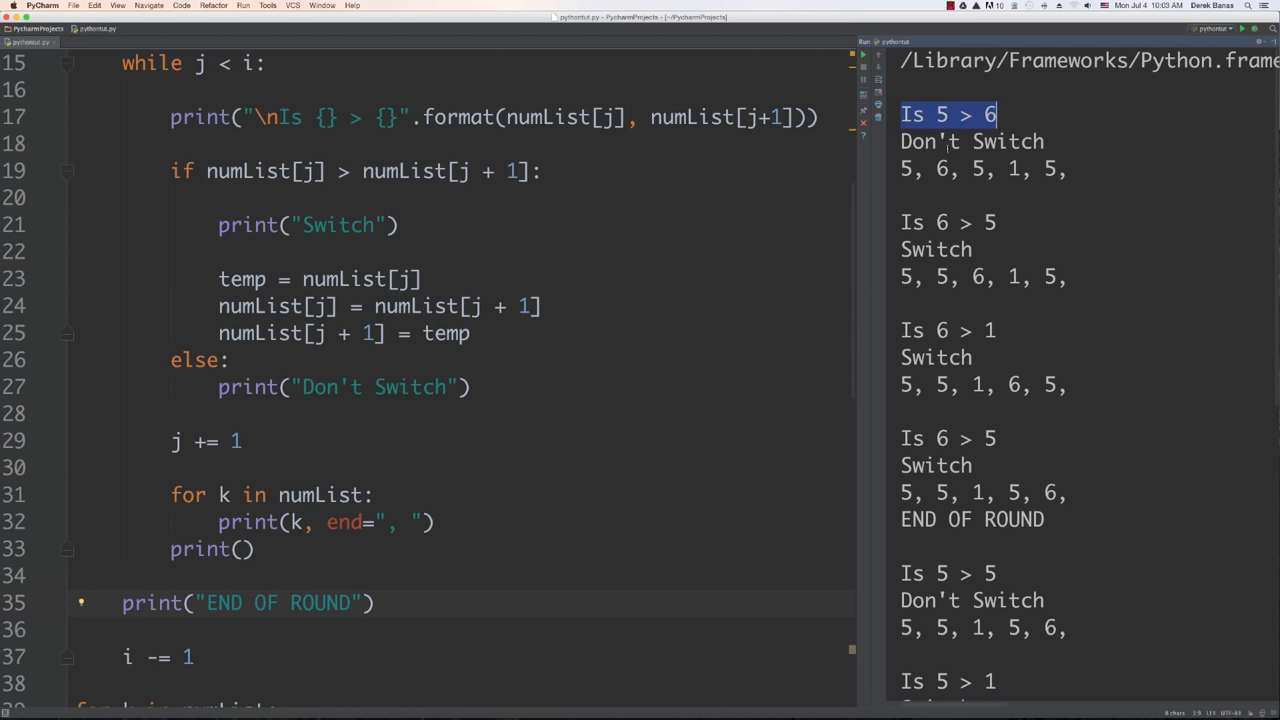 PyCharm File Edit View Navigate Code Refactor Run Tools VCS Window Help
10 Mon Jul 4 10:03 AM Derek Banas
pythontut.py - PycharmProjects - [~/PycharmProjects]
PycharmProjects pythontut.py
pythontut
pythontut.py
Run pythontut
15 while j < i:
16
17 print("\nIs {} > {}".format(numList[j], numList[j+1]))
18
19 if numList[j] > numList[j + 1]:
20
21 print("Switch")
22
23 temp = numList[j]
24 numList[j] = numList[j + 1]
25 numList[j + 1] = temp
26 else:
27 print("Don't Switch")
28
29 j += 1
30
31 for k in numList:
32 print(k, end=", ")
33 print()
34
35 print("END OF ROUND")
36
37 i -= 1
38
39 for k in numList:
/Library/Frameworks/Python.frame
Is 5 > 6
Don't Switch
5, 6, 5, 1, 5,
Is 6 > 5
Switch
5, 5, 6, 1, 5,
Is 6 > 1
Switch
5, 5, 1, 6, 5,
Is 6 > 5
Switch
5, 5, 1, 5, 6,
END OF ROUND
Is 5 > 5
Don't Switch
5, 5, 1, 5, 6,
Is 5 > 1